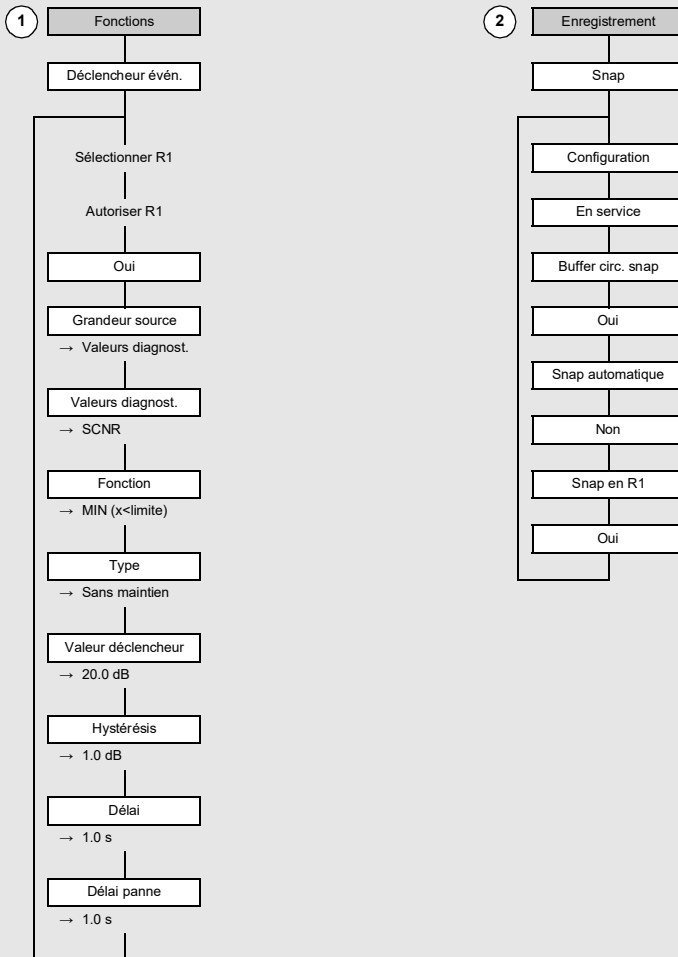 1
Fonctions
Déclencheur évén.
Sélectionner R1
Autoriser R1
Oui
Grandeur source
→ Valeurs diagnost.
Valeurs diagnost.
→ SCNR
Fonction
→ MIN (x<limite)
Type
→ Sans maintien
Valeur déclencheur
→ 20.0 dB
Hystérésis
→ 1.0 dB
Délai
→ 1.0 s
Délai panne
→ 1.0 s
2
Enregistrement
Snap
Configuration
En service
Buffer circ. snap
Oui
Snap automatique
Non
Snap en R1
Oui